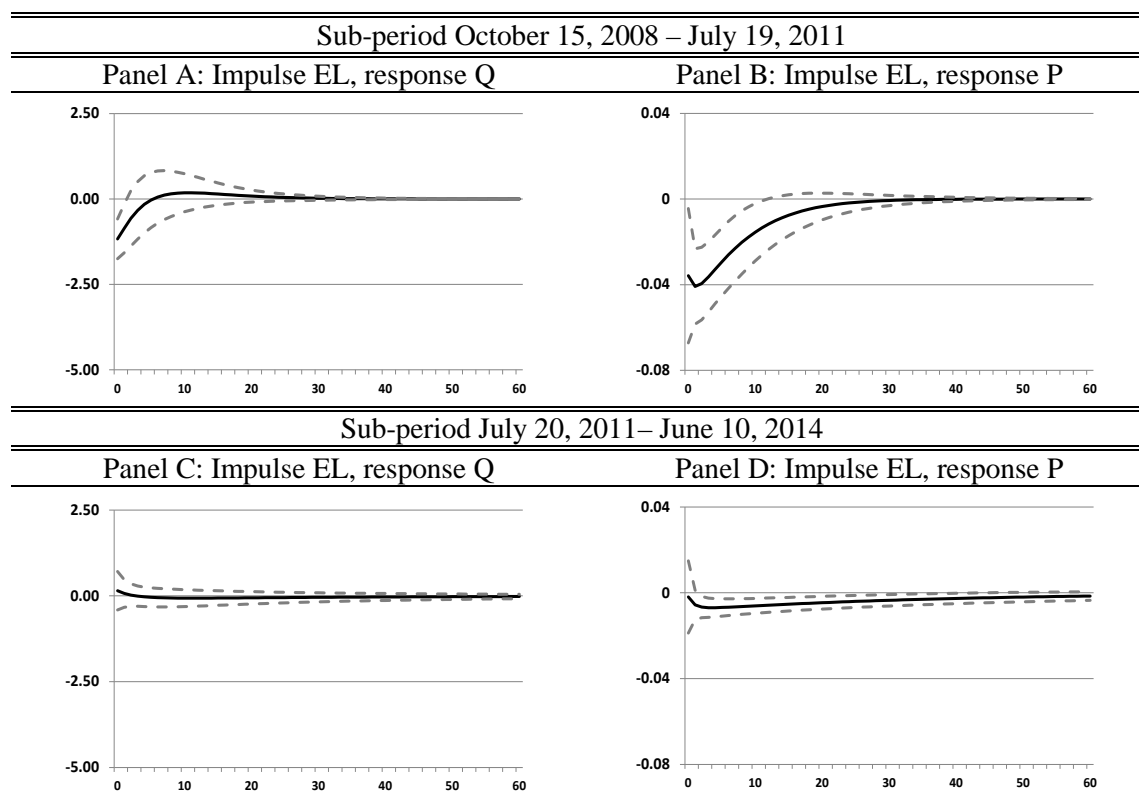 Sub-period October 15, 2008 – July 19, 2011
Panel A: Impulse EL, response Q
Panel B: Impulse EL, response P
2.50
0.00
-2.50
-5.00
0 10 20 30 40 50 60
0.04
0
-0.04
-0.08
0 10 20 30 40 50 60
Sub-period July 20, 2011– June 10, 2014
Panel C: Impulse EL, response Q
Panel D: Impulse EL, response P
2.50
0.00
-2.50
-5.00
0 10 20 30 40 50 60
0.04
0
-0.04
-0.08
0 10 20 30 40 50 60